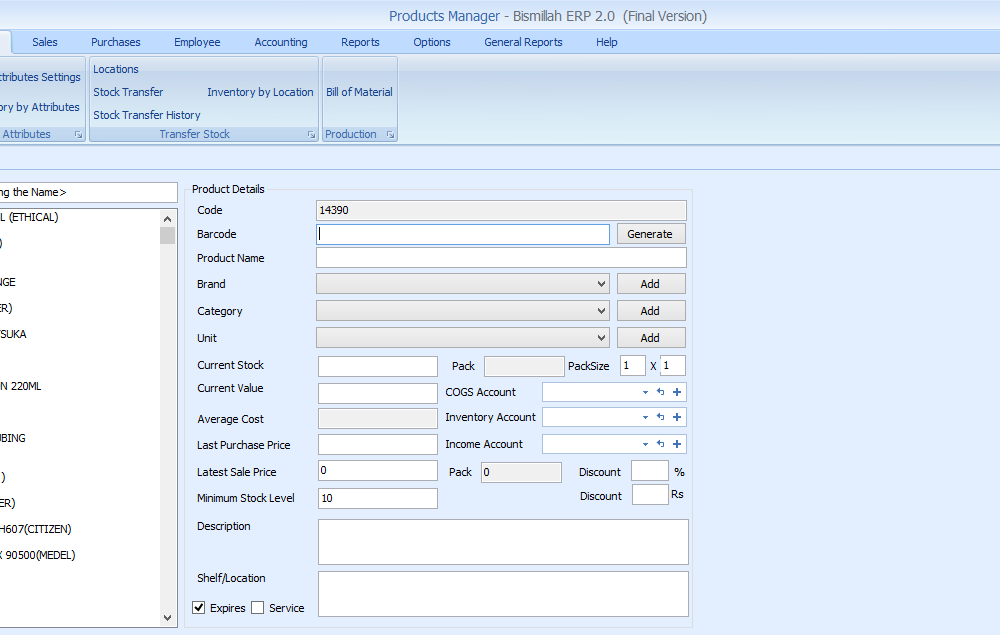 Products Manager - Bismillah ERP 2.0 (Final Version)
Sales Purchases Employee Accounting Reports Options General Reports Help
ttributes Settings
ory by Attributes
Attributes
Locations
Stock Transfer Inventory by Location
Stock Transfer History
Transfer Stock
Bill of Material
Production
ng the Name>
L (ETHICAL)
)
NGE
ER)
TSUKA
N 220ML
UBING
)
ER)
H607(CITIZEN)
X 90500(MEDEL)
Product Details
Code 14390
Barcode Generate
Product Name
Brand Add
Category Add
Unit Add
Current Stock Pack PackSize 1 X 1
Current Value COGS Account
Average Cost Inventory Account
Last Purchase Price Income Account
Latest Sale Price 0 Pack 0 Discount %
Minimum Stock Level 10 Discount Rs
Description
Shelf/Location
Expires Service